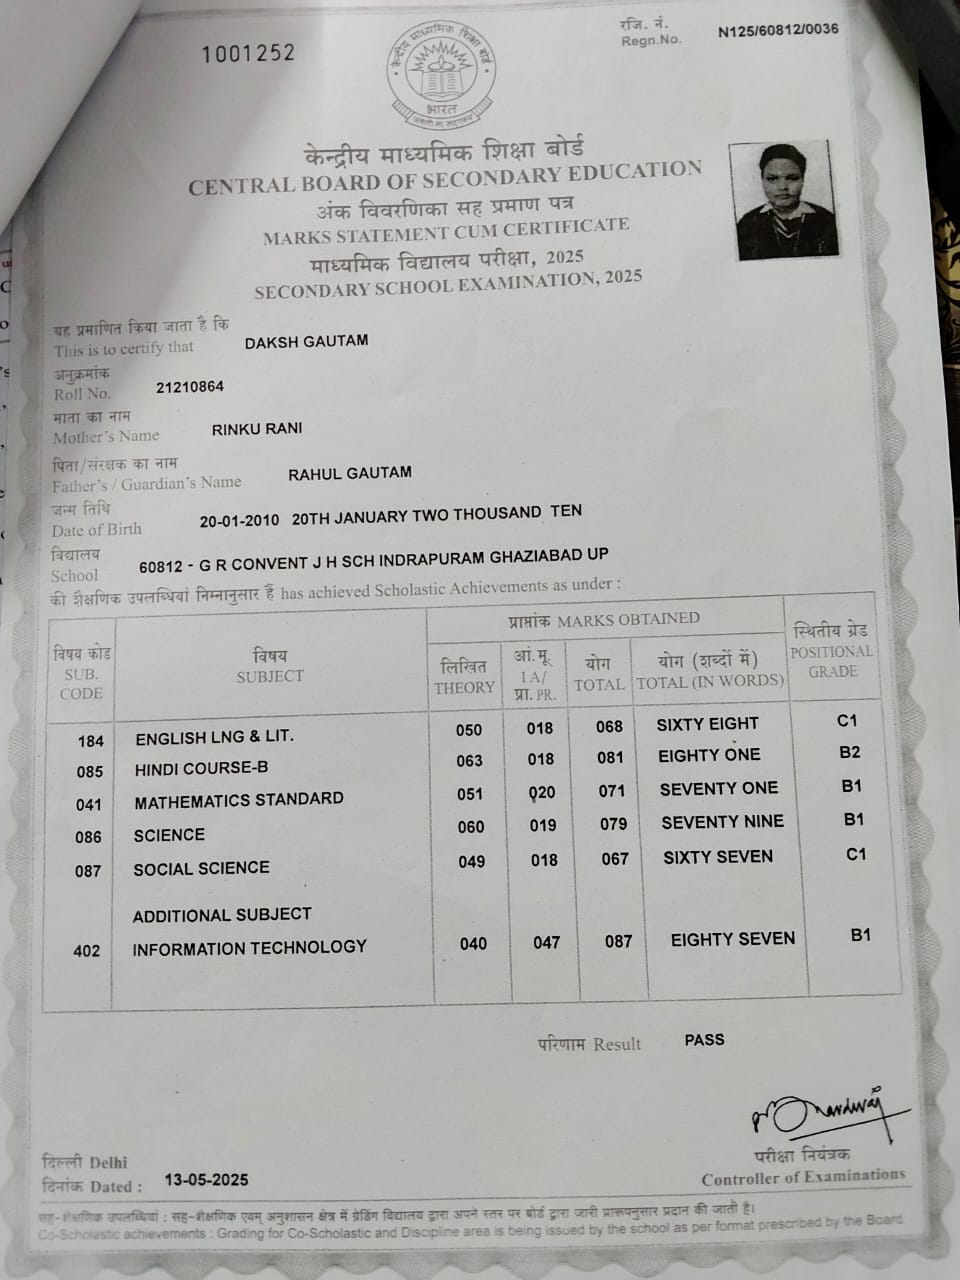 1001252
रजि. नं.
Regn.No. N125/60812/0036
केन्द्रीय माध्यमिक शिक्षा बोर्ड
भारत
असतो मा सद्गमय
केन्द्रीय माध्यमिक शिक्षा बोर्ड
CENTRAL BOARD OF SECONDARY EDUCATION
अंक विवरणिका सह प्रमाण पत्र
MARKS STATEMENT CUM CERTIFICATE
माध्यमिक विद्यालय परीक्षा, 2025
SECONDARY SCHOOL EXAMINATION, 2025
यह प्रमाणित किया जाता है कि
This is to certify that DAKSH GAUTAM
अनुक्रमांक
Roll No. 21210864
माता का नाम
Mother's Name RINKU RANI
पिता/संरक्षक का नाम
Father's / Guardian's Name RAHUL GAUTAM
जन्म तिथि
Date of Birth 20-01-2010 20TH JANUARY TWO THOUSAND TEN
विद्यालय
School 60812 - G R CONVENT J H SCH INDRAPURAM GHAZIABAD UP
की शैक्षणिक उपलब्धियां निम्नानुसार हैं has achieved Scholastic Achievements as under :
विषय कोड SUB. CODE विषय SUBJECT प्राप्तांक MARKS OBTAINED स्थितीय ग्रेड POSITIONAL GRADE
लिखित THEORY आं.मू. I A/ प्रा. PR. योग TOTAL योग (शब्दों में) TOTAL (IN WORDS)
184 ENGLISH LNG & LIT. 050 018 068 SIXTY EIGHT C1
085 HINDI COURSE-B 063 018 081 EIGHTY ONE B2
041 MATHEMATICS STANDARD 051 020 071 SEVENTY ONE B1
086 SCIENCE 060 019 079 SEVENTY NINE B1
087 SOCIAL SCIENCE 049 018 067 SIXTY SEVEN C1
ADDITIONAL SUBJECT
402 INFORMATION TECHNOLOGY 040 047 087 EIGHTY SEVEN B1
परिणाम Result PASS
दिल्ली Delhi
दिनांक Dated : 13-05-2025
परीक्षा नियंत्रक
Controller of Examinations
सह-शैक्षणिक उपलब्धियां : सह-शैक्षणिक एवम् अनुशासन क्षेत्र में ग्रेडिंग विद्यालय द्वारा अपने स्तर पर बोर्ड द्वारा जारी प्रारूपनुसार प्रदान की जाती है।
Co-Scholastic achievements : Grading for Co-Scholastic and Discipline area is being issued by the school as per format prescribed by the Board.